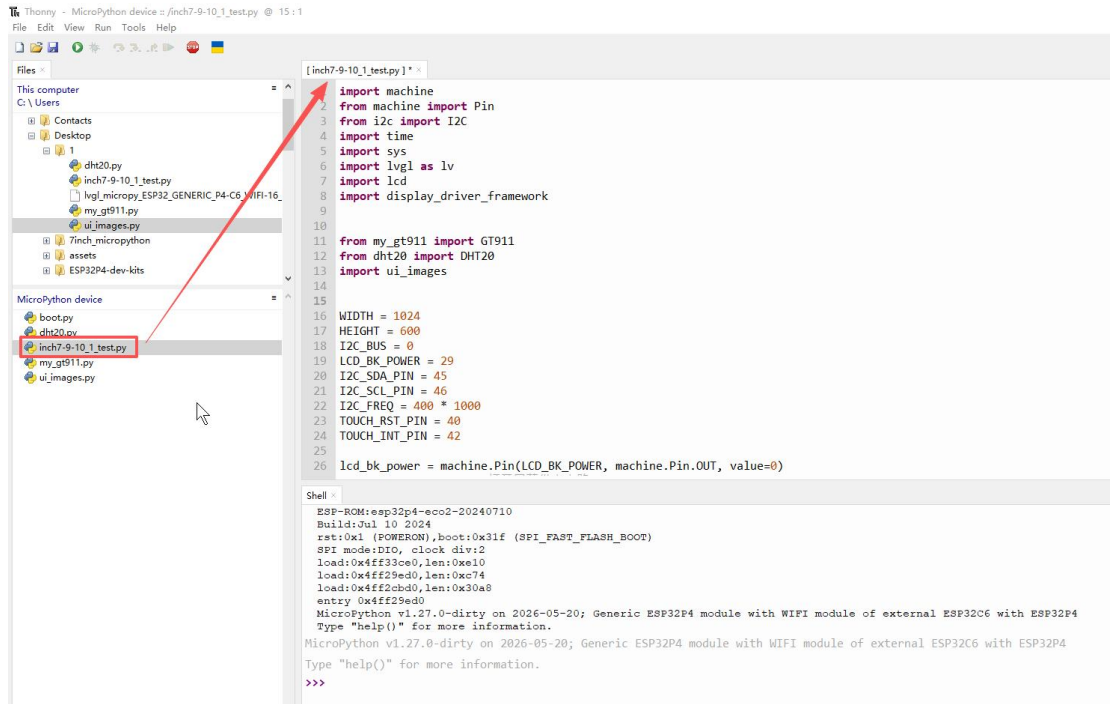 Thonny - MicroPython device :: /inch7-9-10_1_test.py @ 15 : 1
File Edit View Run Tools Help
Files
This computer
C: \ Users
Contacts
Desktop
1
dht20.py
inch7-9-10_1_test.py
lvgl_micropy_ESP32_GENERIC_P4-C6_WIFI-16_
my_gt911.py
ui_images.py
7inch_micropython
assets
ESP32P4-dev-kits
MicroPython device
boot.py
dht20.py
inch7-9-10_1_test.py
my_gt911.py
ui_images.py
[ inch7-9-10_1_test.py ] *
import machine
2 from machine import Pin
3 from i2c import I2C
4 import time
5 import sys
6 import lvgl as lv
7 import lcd
8 import display_driver_framework
9
10
11 from my_gt911 import GT911
12 from dht20 import DHT20
13 import ui_images
14
15
16 WIDTH = 1024
17 HEIGHT = 600
18 I2C_BUS = 0
19 LCD_BK_POWER = 29
20 I2C_SDA_PIN = 45
21 I2C_SCL_PIN = 46
22 I2C_FREQ = 400 * 1000
23 TOUCH_RST_PIN = 40
24 TOUCH_INT_PIN = 42
25
26 lcd_bk_power = machine.Pin(LCD_BK_POWER, machine.Pin.OUT, value=0)
Shell
ESP-ROM:esp32p4-eco2-20240710
Build:Jul 10 2024
rst:0x1 (POWERON),boot:0x31f (SPI_FAST_FLASH_BOOT)
SPI mode:DIO, clock div:2
load:0x4ff33ce0,len:0xe10
load:0x4ff29ed0,len:0xc74
load:0x4ff2cbd0,len:0x30a8
entry 0x4ff29ed0
MicroPython v1.27.0-dirty on 2026-05-20; Generic ESP32P4 module with WIFI module of external ESP32C6 with ESP32P4
Type "help()" for more information.
MicroPython v1.27.0-dirty on 2026-05-20; Generic ESP32P4 module with WIFI module of external ESP32C6 with ESP32P4
Type "help()" for more information.
>>>